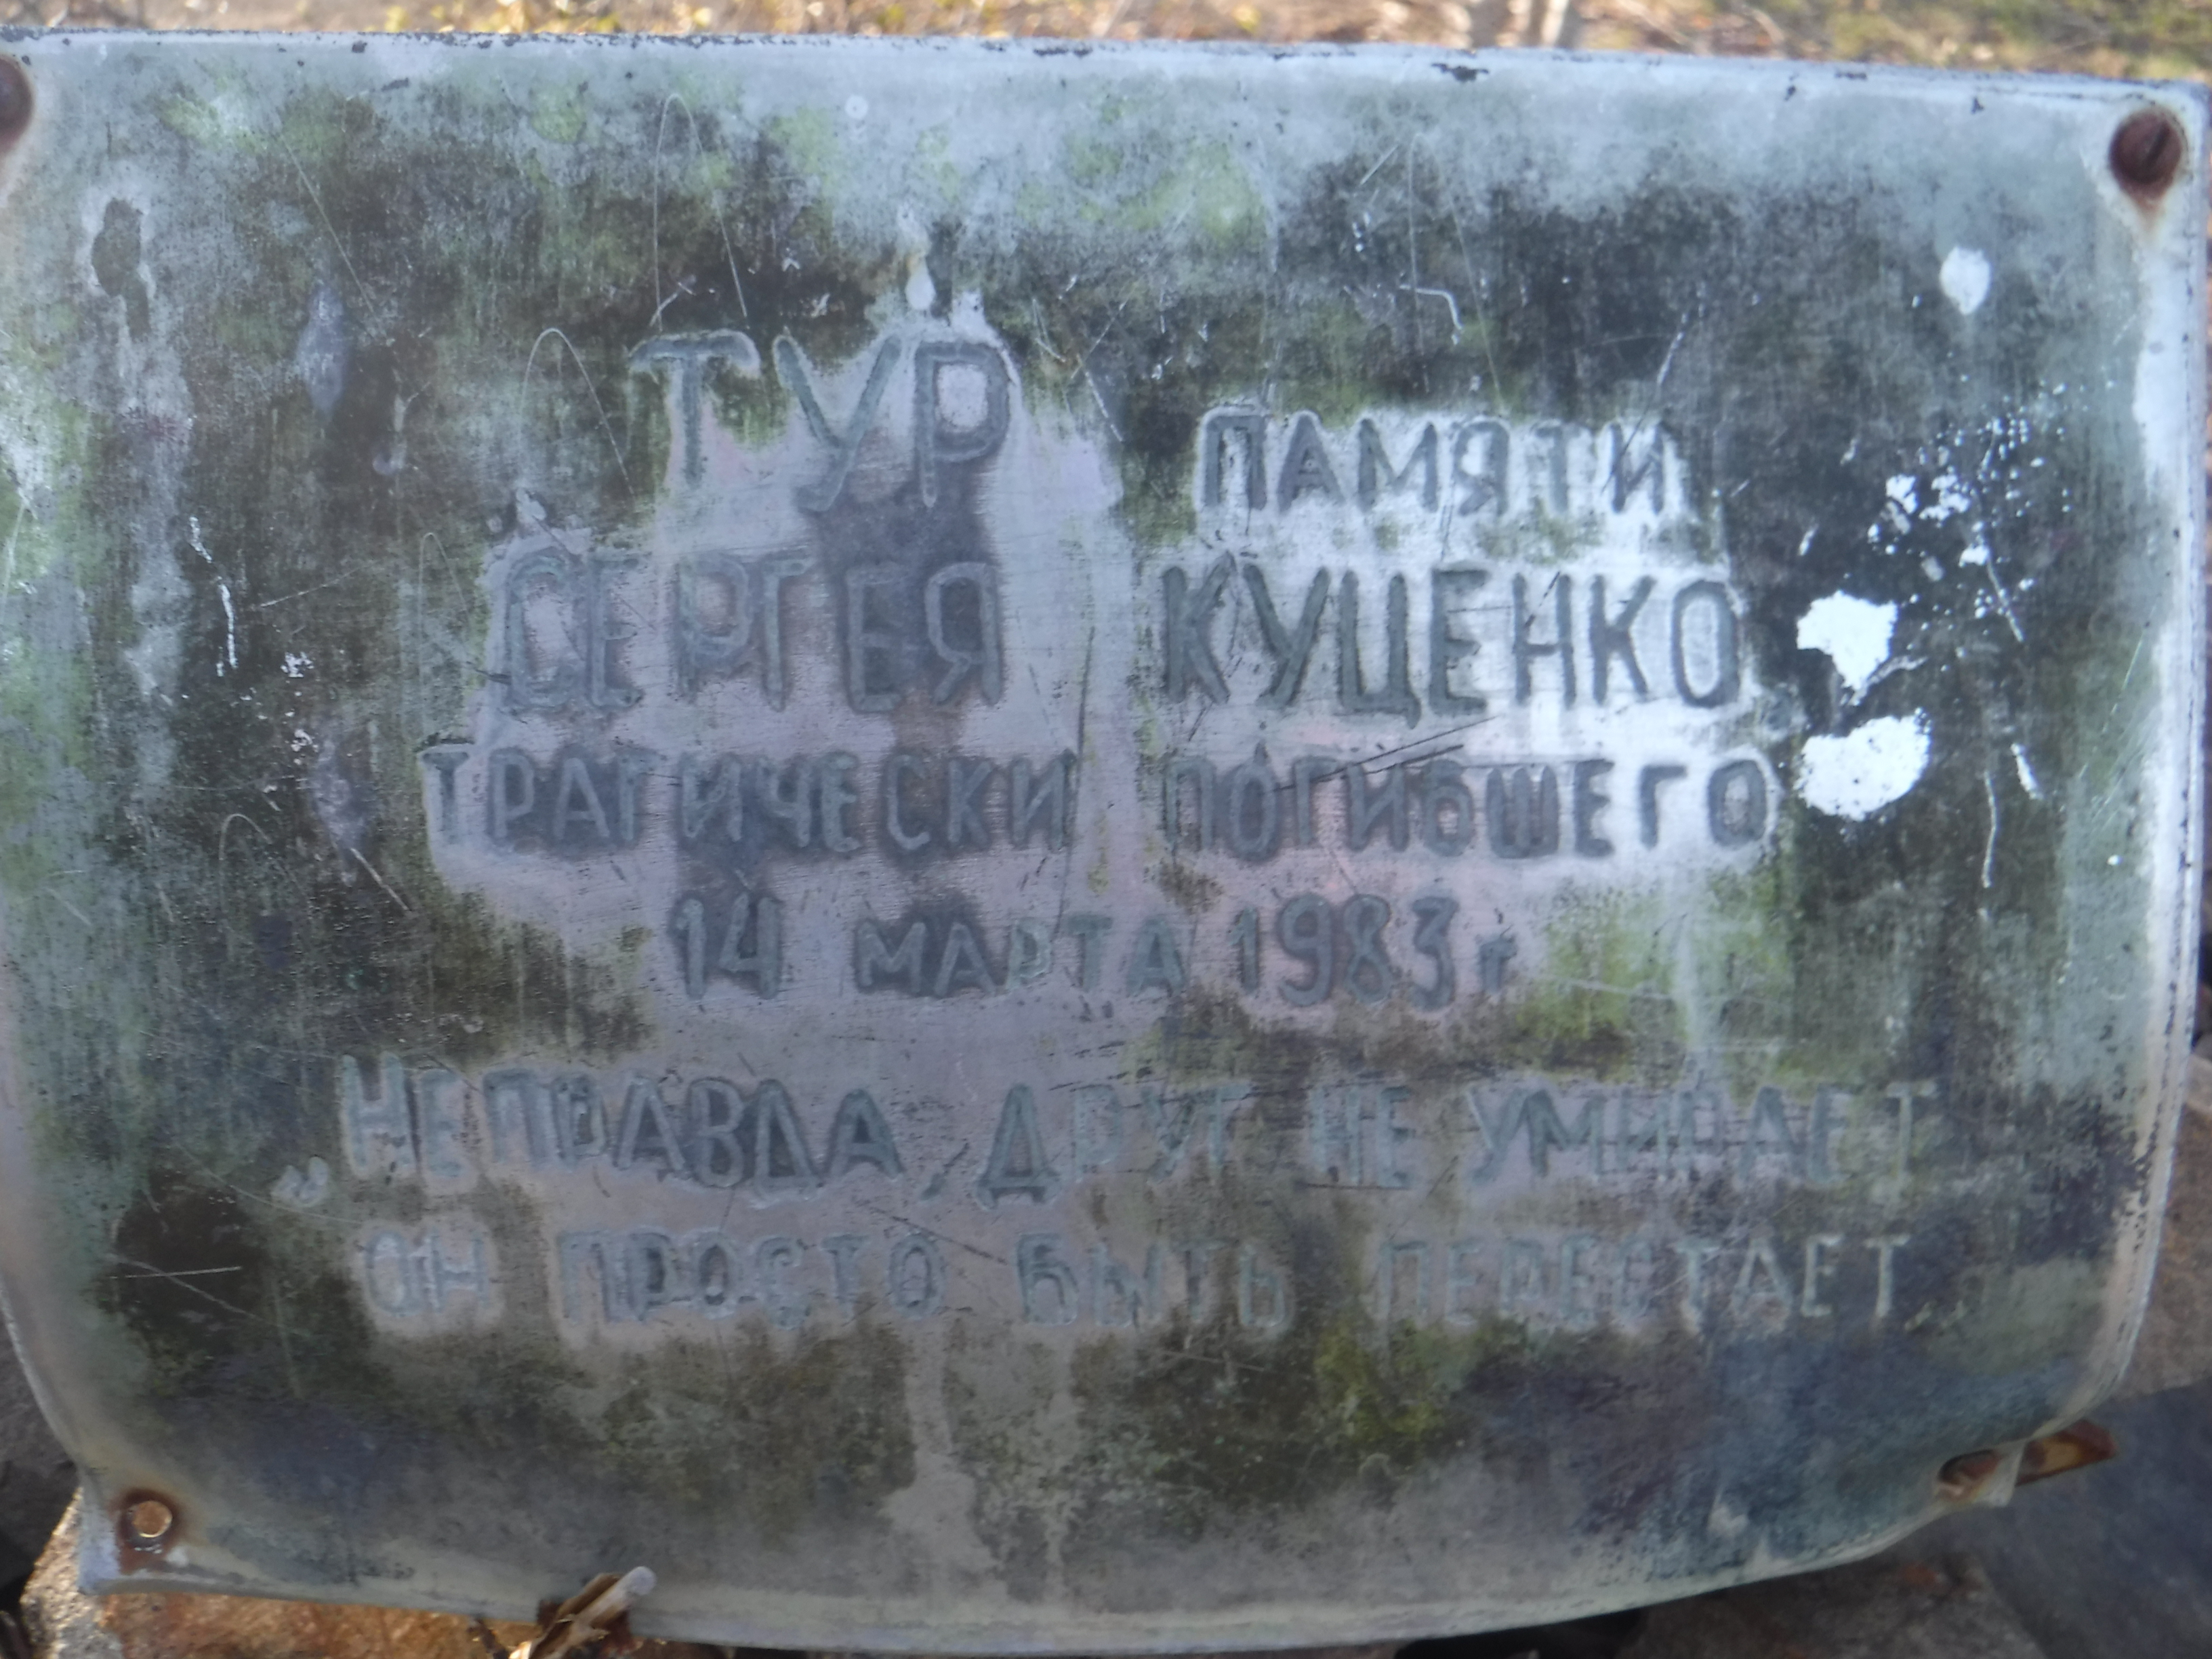 ТУР ПАМЯТИ
СЕРГЕЯ КУЦЕНКО
ТРАГИЧЕСКИ ПОГИБШЕГО
14 МАРТА 1983 г
„НЕПРАВДА, ДРУГ НЕ УМИРАЕТ
ОН ПРОСТО БЫТЬ ПЕРЕСТАЕТ